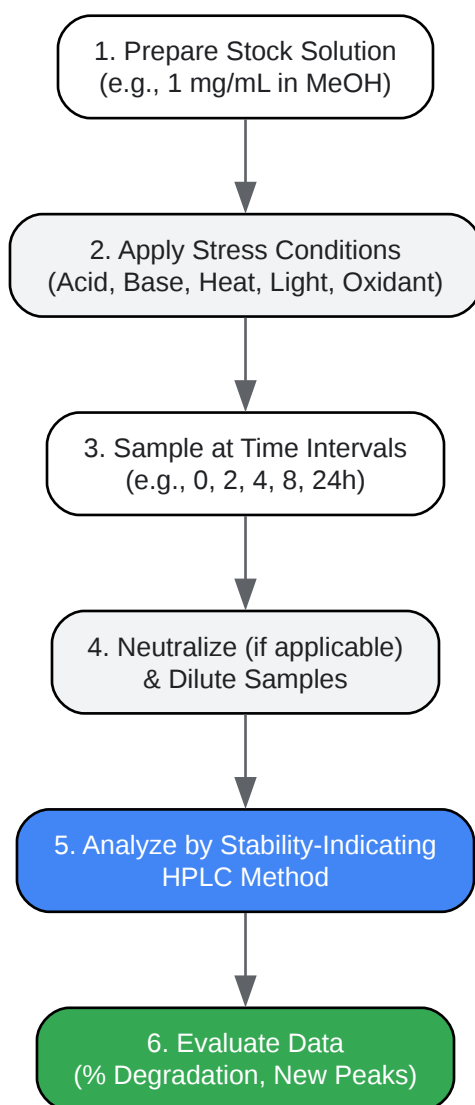 1. Prepare Stock Solution
(e.g., 1 mg/mL in MeOH)
2. Apply Stress Conditions
(Acid, Base, Heat, Light, Oxidant)
3. Sample at Time Intervals
(e.g., 0, 2, 4, 8, 24h)
4. Neutralize (if applicable)
& Dilute Samples
5. Analyze by Stability-Indicating
HPLC Method
6. Evaluate Data
(% Degradation, New Peaks)